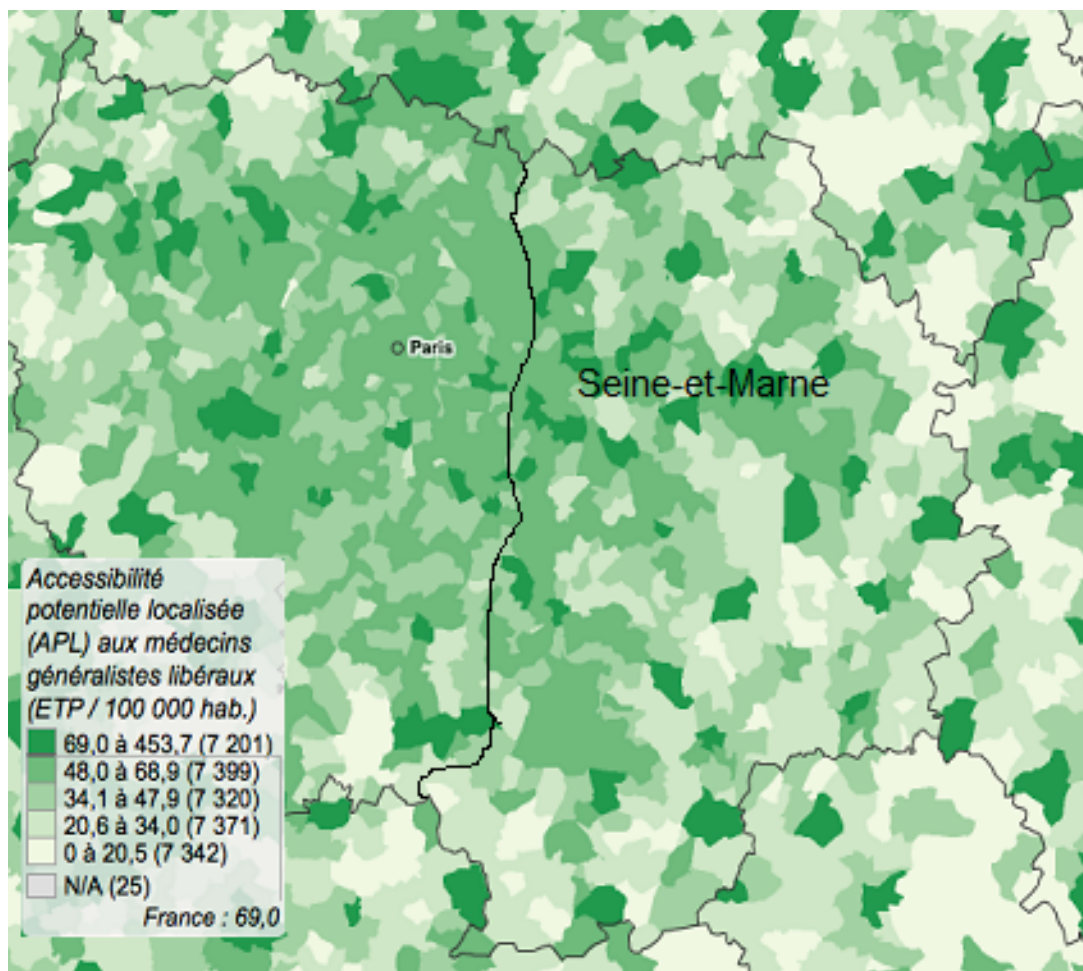 Paris
Seine-et-Marne
Accessibilité
potentielle localisée
(APL) aux médecins
généralistes libéraux
(ETP / 100 000 hab.)
69,0 à 453,7 (7 201)
48,0 à 68,9 (7 399)
34,1 à 47,9 (7 320)
20,6 à 34,0 (7 371)
0 à 20,5 (7 342)
N/A (25)
France : 69,0